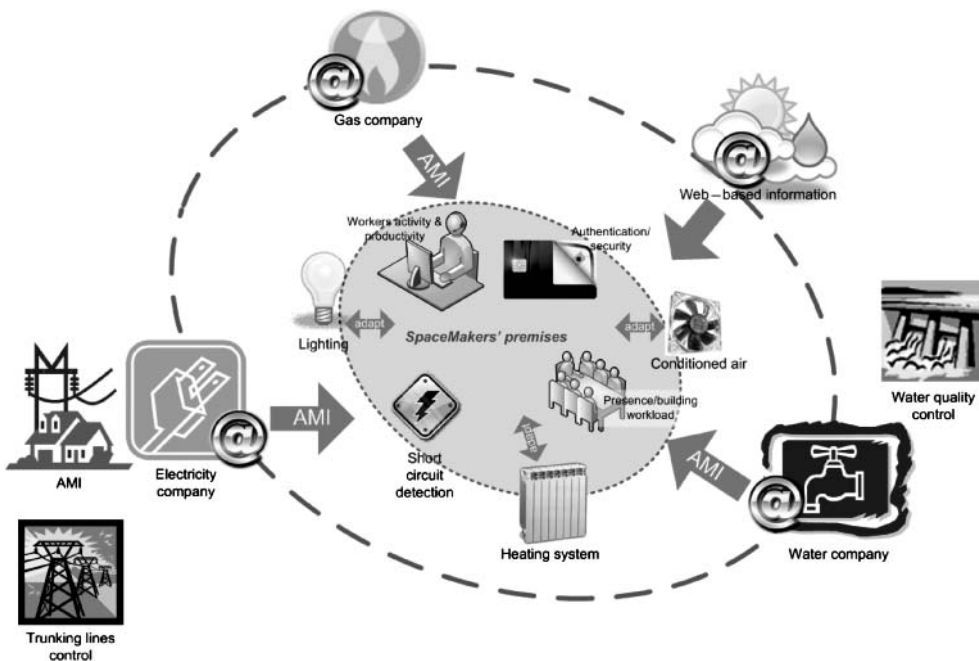 @
Gas company
AMI
@
Web–based information
Workers activity &
productivity
Authentication/
security
adapt
SpaceMakers' premises
adapt
Lighting
Conditioned air
Presence/building
workload
Water quality
control
AMI
@
AMI
Electricity
company
AMI
Short
circuit
detection
adapt
AMI
@
Heating system
Water company
Trunking lines
control